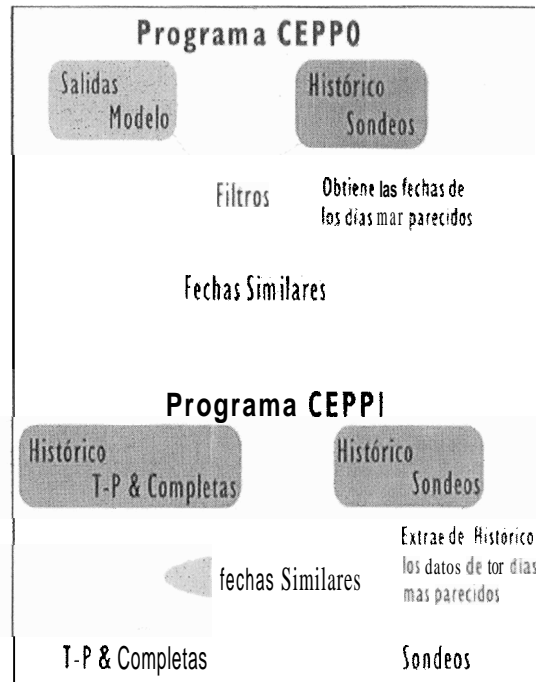 Programa CEPP0
Salidas
Modelo
Histórico
Sondeos
Filtros
Obtiene las fechas de
los días mar parecidos
Fechas Similares
Programa CEPPI
Histórico
T-P & Completas
Histórico
Sondeos
Extrae de Histórico
los datos de tor días
mas parecidos
fechas Similares
T-P & Completas
Sondeos